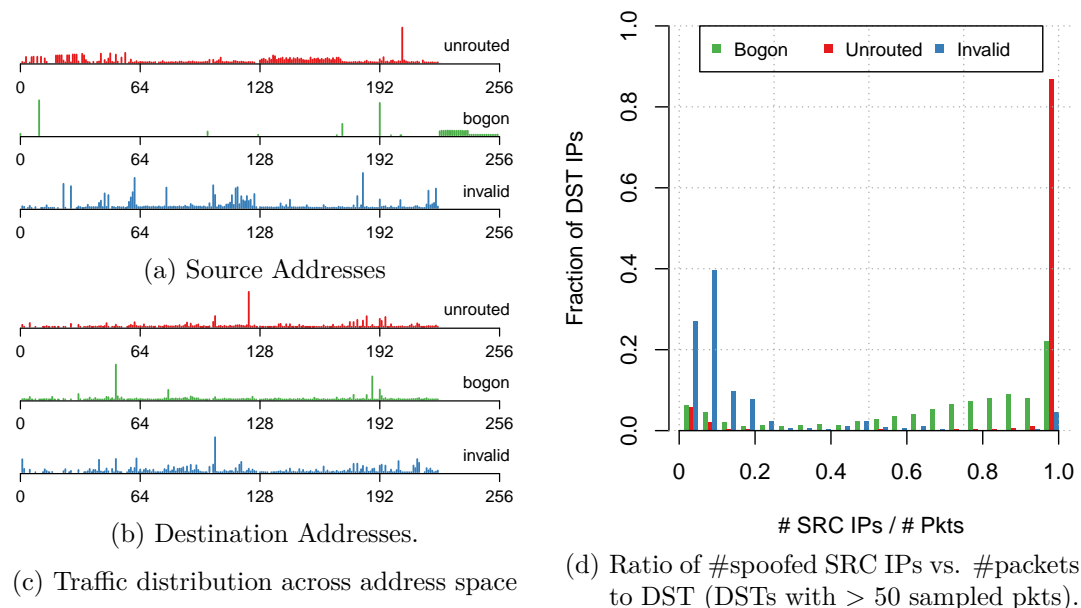 unrouted
0 64 128 192 256
bogon
0 64 128 192 256
invalid
0 64 128 192 256
(a) Source Addresses
unrouted
0 64 128 192 256
bogon
0 64 128 192 256
invalid
0 64 128 192 256
(b) Destination Addresses.
(c) Traffic distribution across address space
Bogon Unrouted Invalid
Fraction of DST IPs
1.0
0.8
0.6
0.4
0.2
0.0
0 0.2 0.4 0.6 0.8 1.0
# SRC IPs / # Pkts
(d) Ratio of #spoofed SRC IPs vs. #packets
to DST (DSTs with > 50 sampled pkts).